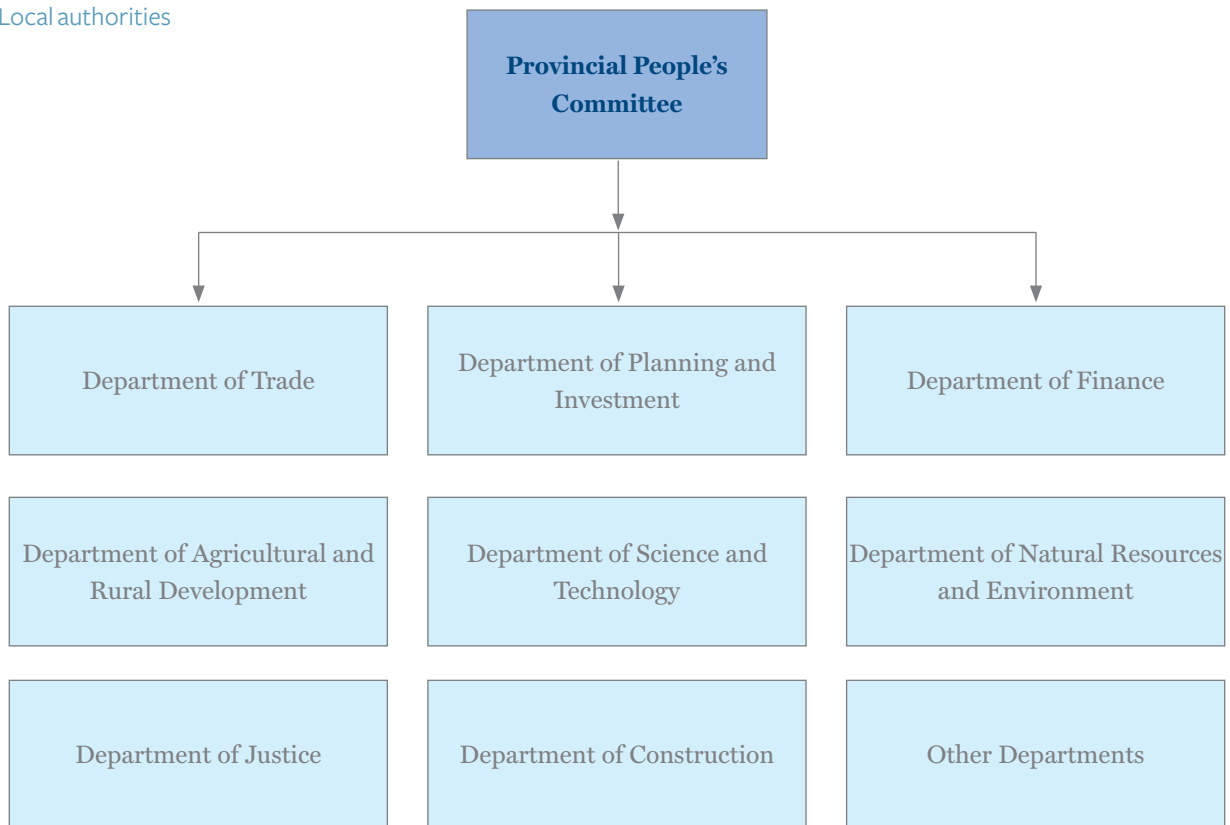 Local authorities
Provincial People’s
Committee
Department of Trade
Department of Planning and
Investment
Department of Finance
Department of Agricultural and
Rural Development
Department of Science and
Technology
Department of Natural Resources
and Environment
Department of Justice
Department of Construction
Other Departments